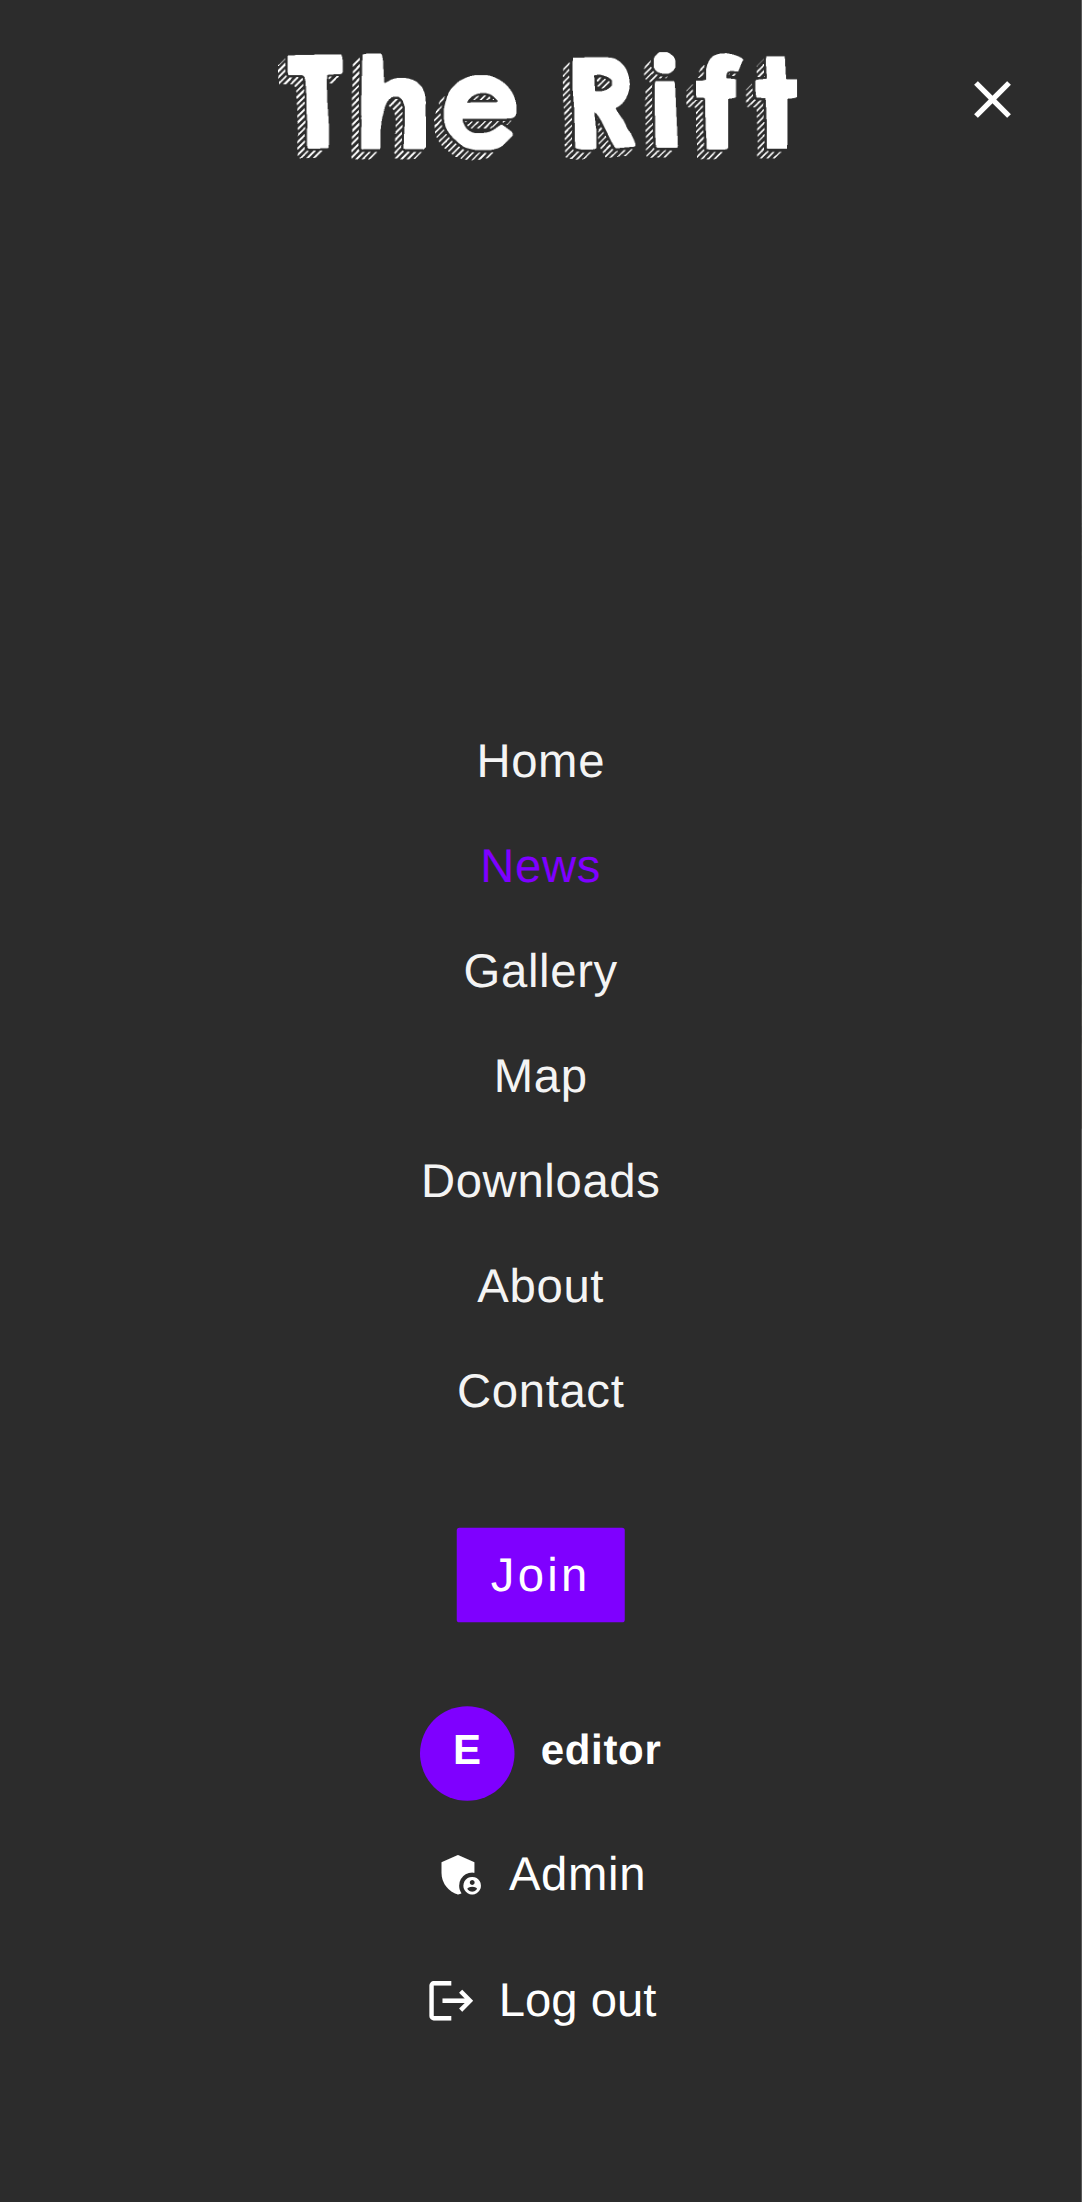 The Rift
Home
News
Gallery
Map
Downloads
About
Contact
Join
E editor
Admin
Log out